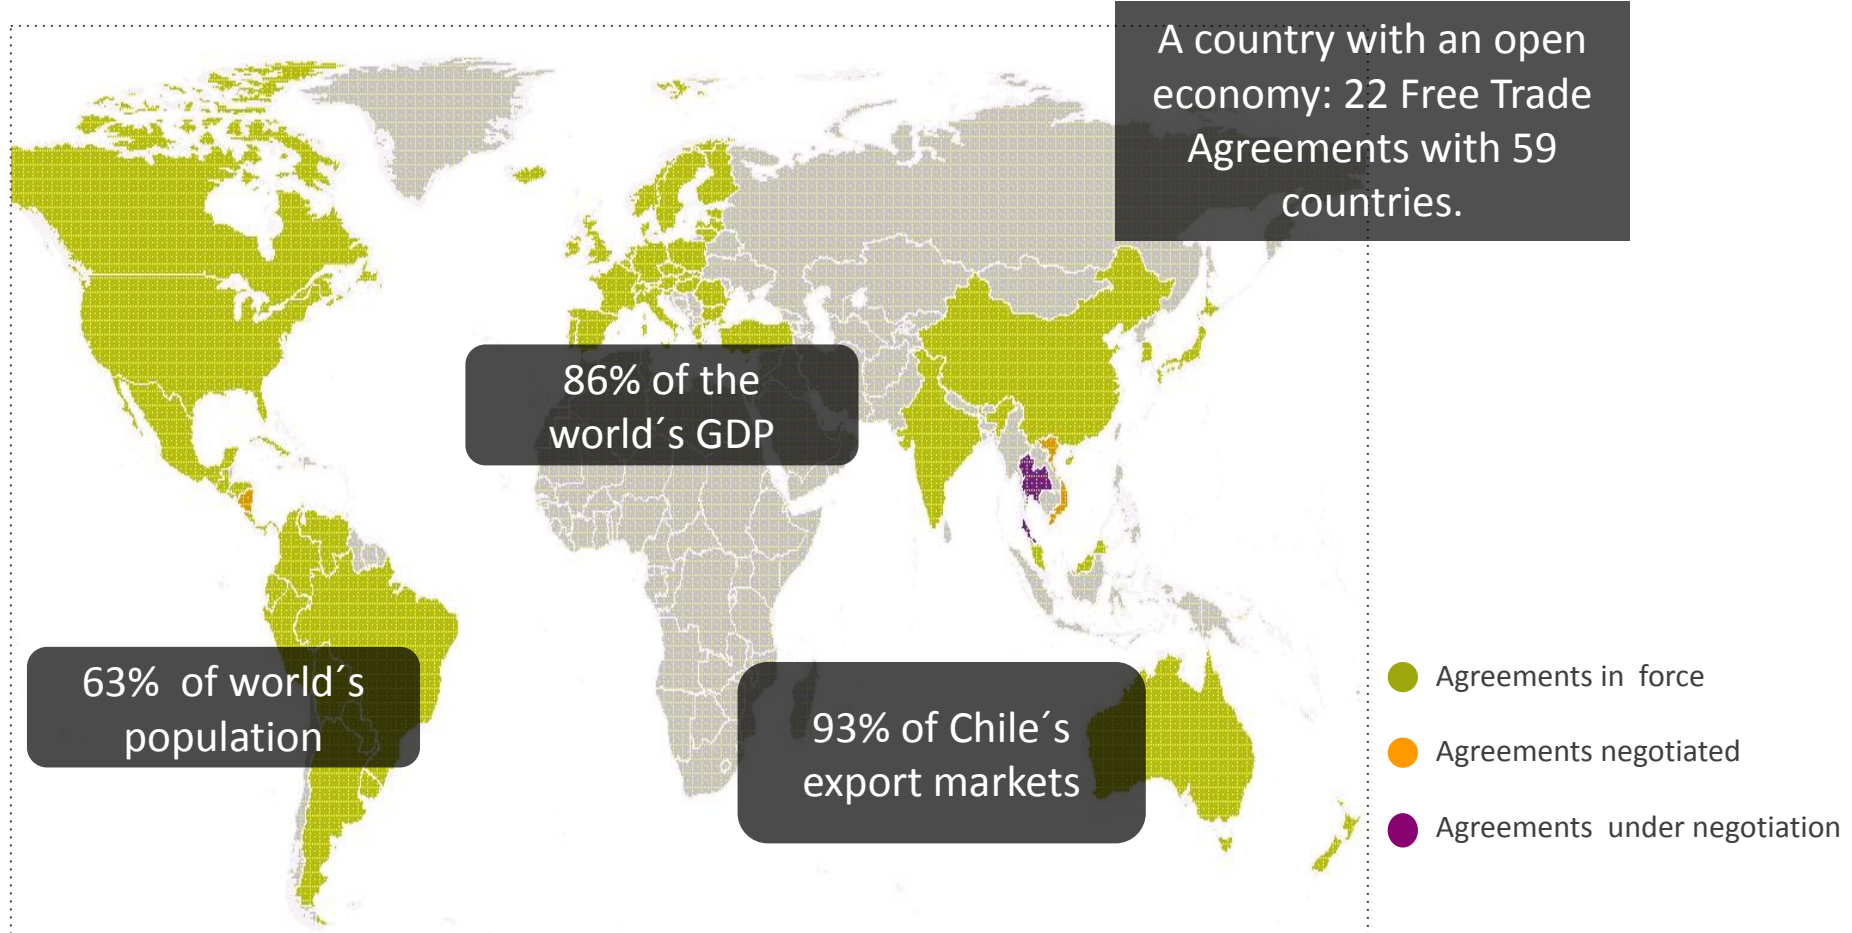 A country with an open
economy: 22 Free Trade
Agreements with 59
countries.
86% of the
world´s GDP
63%  of world´s
population
93% of Chile´s
export markets
Agreements in  force
Agreements negotiated
Agreements  under negotiation